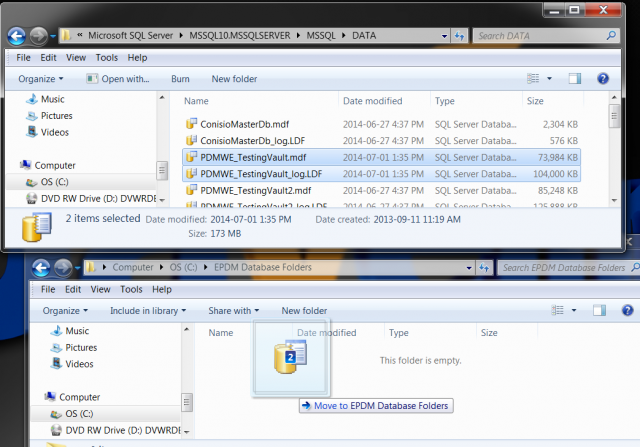 « Microsoft SQL Server ▸ MSSQL10.MSSQLSERVER ▸ MSSQL ▸ DATA
Search DATA
File Edit View Tools Help
Organize Open with... Burn New folder
Music
Pictures
Videos
Computer
OS (C:)
DVD RW Drive (D:) DVWRDE
Name Date modified Type Size
ConisioMasterDb.mdf 2014-06-27 4:37 PM SQL Server Databa... 2,304 KB
ConisioMasterDb_log.LDF 2014-06-27 4:37 PM SQL Server Databa... 576 KB
PDMWE_TestingVault.mdf 2014-07-01 1:35 PM SQL Server Databa... 73,984 KB
PDMWE_TestingVault_log.LDF 2014-07-01 1:35 PM SQL Server Databa... 104,000 KB
PDMWE_TestingVault2.mdf 2014-06-27 4:37 PM SQL Server Databa... 85,248 KB
PDMWE_TestingVault2_log.LDF 2014-06-27 4:37 PM SQL Server Databa... 125,888 KB
2 items selected Date modified: 2014-07-01 1:35 PM Date created: 2013-09-11 11:19 AM
Size: 173 MB
▸ Computer ▸ OS (C:) ▸ EPDM Database Folders
Search EPDM Database Folders
File Edit View Tools Help
Organize Include in library Share with New folder
Music
Pictures
Videos
Computer
OS (C:)
DVD RW Drive (D:) DVWRDE
Name Date modified Type Size
This folder is empty.
2
Move to EPDM Database Folders